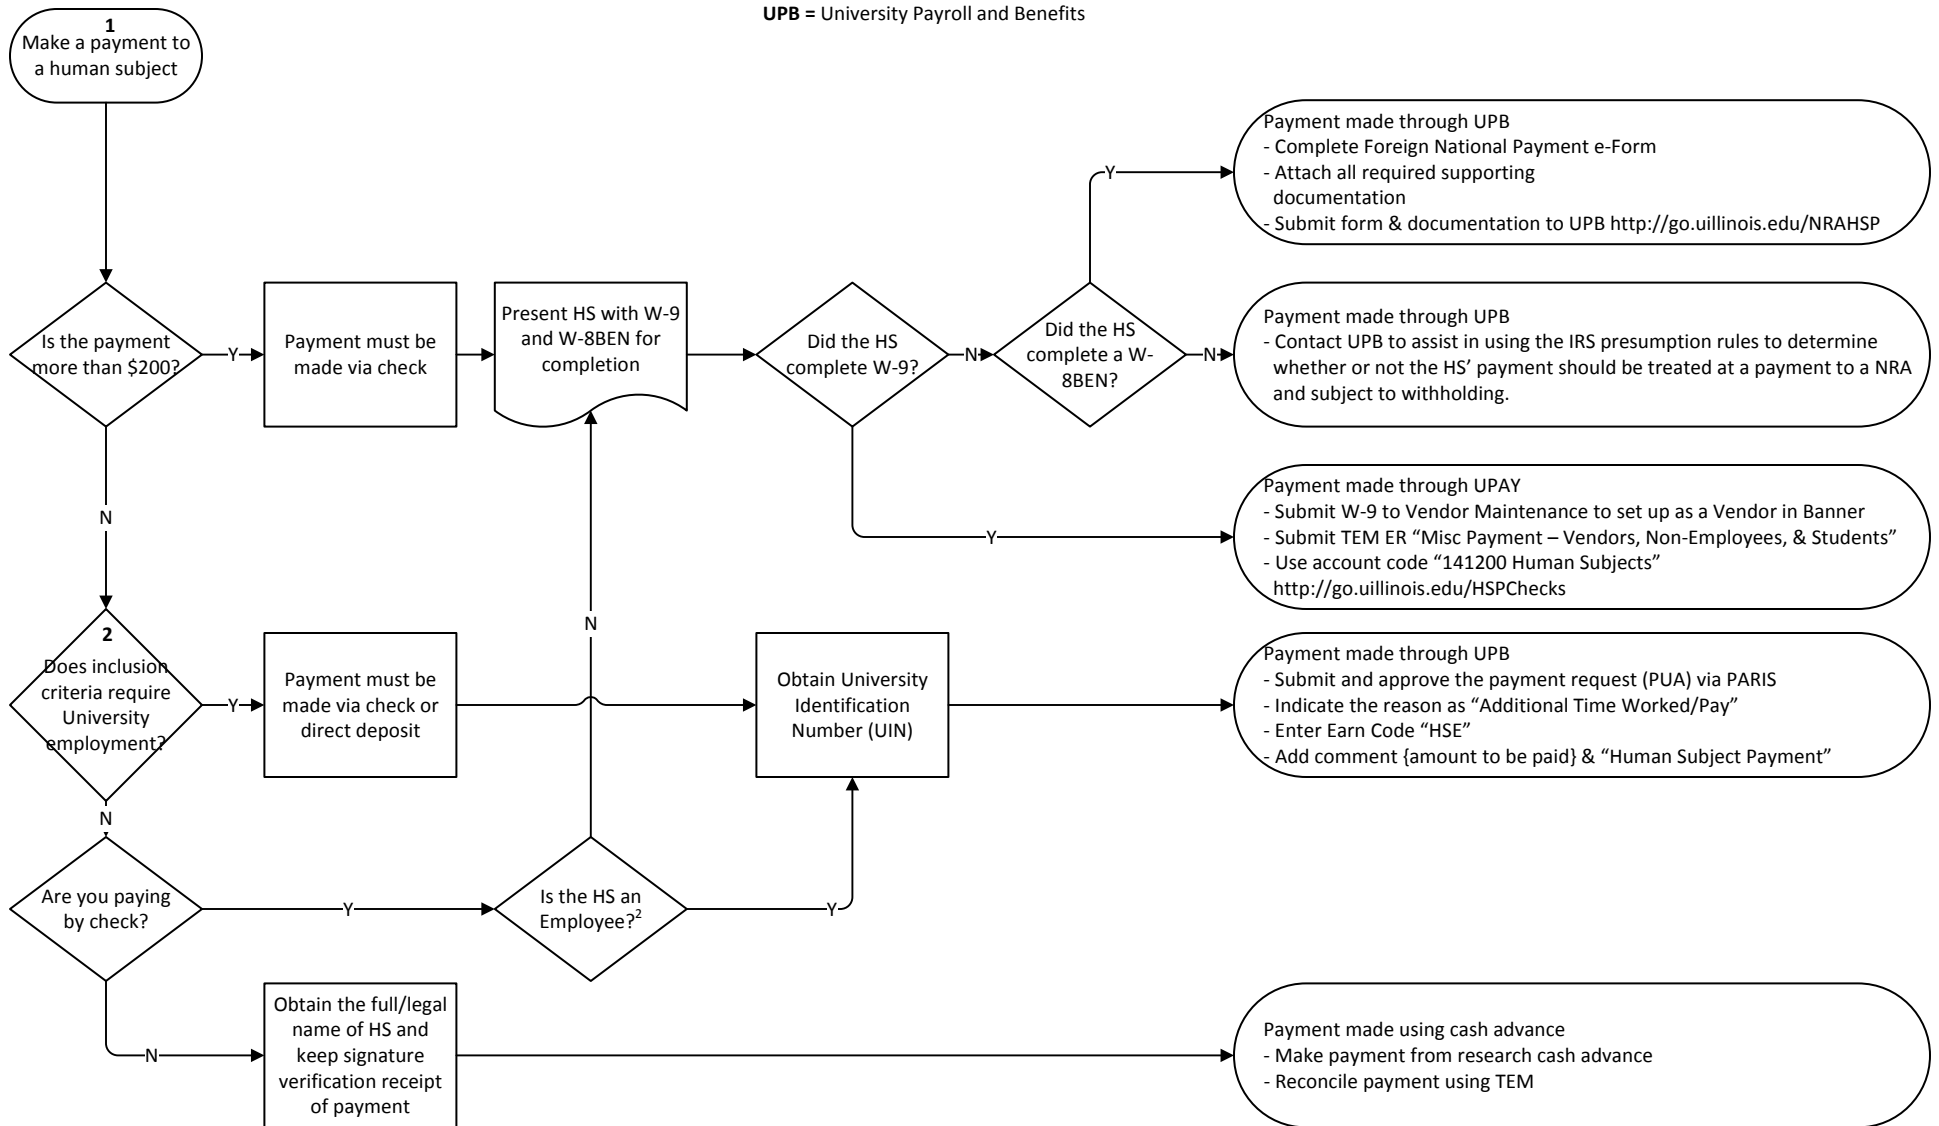 UPB = University Payroll and Benefits
1
Make a payment to
a human subject
Payment made through UPB
- Complete Foreign National Payment e-Form
- Attach all required supporting
documentation
- Submit form & documentation to UPB http://go.uillinois.edu/NRAHSP
Y
Is the payment
more than $200?
Y
Payment must be
made via check
Present HS with W-9
and W-8BEN for
completion
Did the HS
complete W-9?
N
Did the HS
complete a W-
8BEN?
N
Payment made through UPB
- Contact UPB to assist in using the IRS presumption rules to determine
whether or not the HS’ payment should be treated at a payment to a NRA
and subject to withholding.
N
Y
Payment made through UPAY
- Submit W-9 to Vendor Maintenance to set up as a Vendor in Banner
- Submit TEM ER “Misc Payment – Vendors, Non-Employees, & Students”
- Use account code “141200 Human Subjects”
http://go.uillinois.edu/HSPChecks
N
2
Does inclusion
criteria require
University
employment?
Y
Payment must be
made via check or
direct deposit
Obtain University
Identification
Number (UIN)
Payment made through UPB
- Submit and approve the payment request (PUA) via PARIS
- Indicate the reason as “Additional Time Worked/Pay”
- Enter Earn Code “HSE”
- Add comment {amount to be paid} & “Human Subject Payment”
N
Are you paying
by check?
Y
Is the HS an
Employee?2
Y
N
Obtain the full/legal
name of HS and
keep signature
verification receipt
of payment
Payment made using cash advance
- Make payment from research cash advance
- Reconcile payment using TEM